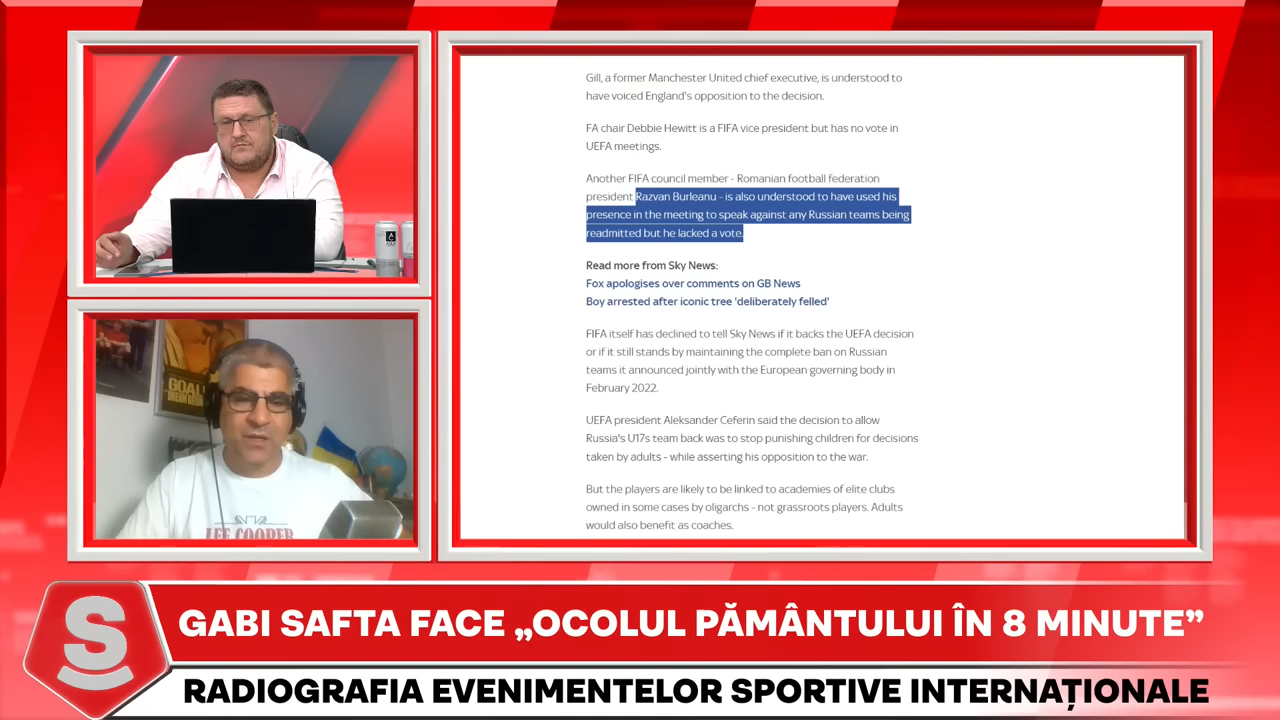 Gill, a former Manchester United chief executive, is understood to
have voiced England's opposition to the decision.
FA chair Debbie Hewitt is a FIFA vice president but has no vote in
UEFA meetings.
Another FIFA council member - Romanian football federation
president Razvan Burleanu - is also understood to have used his
presence in the meeting to speak against any Russian teams being
readmitted but he lacked a vote.
Read more from Sky News:
Fox apologises over comments on GB News
Boy arrested after iconic tree 'deliberately felled'
FIFA itself has declined to tell Sky News if it backs the UEFA decision
or if it still stands by maintaining the complete ban on Russian
teams it announced jointly with the European governing body in
February 2022.
UEFA president Aleksander Ceferin said the decision to allow
Russia's U17s team back was to stop punishing children for decisions
taken by adults - while asserting his opposition to the war.
But the players are likely to be linked to academies of elite clubs
owned in some cases by oligarchs - not grassroots players. Adults
would also benefit as coaches.
GOAL!
LEE COOPER
S
GABI SAFTA FACE „OCOLUL PĂMÂNTULUI ÎN 8 MINUTE”
RADIOGRAFIA EVENIMENTELOR SPORTIVE INTERNAȚIONALE